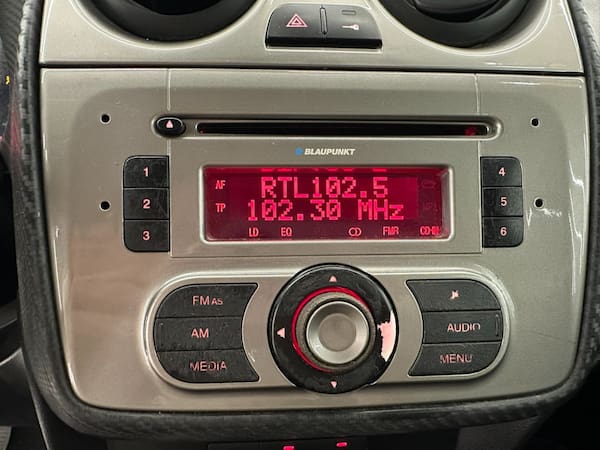 BLAUPUNKT
1
2
3
AF
RTL102.5
TP
102.30 MHz
LD EQ FMR
4
5
6
FM AS
AM
MEDIA
AUDIO
MENU